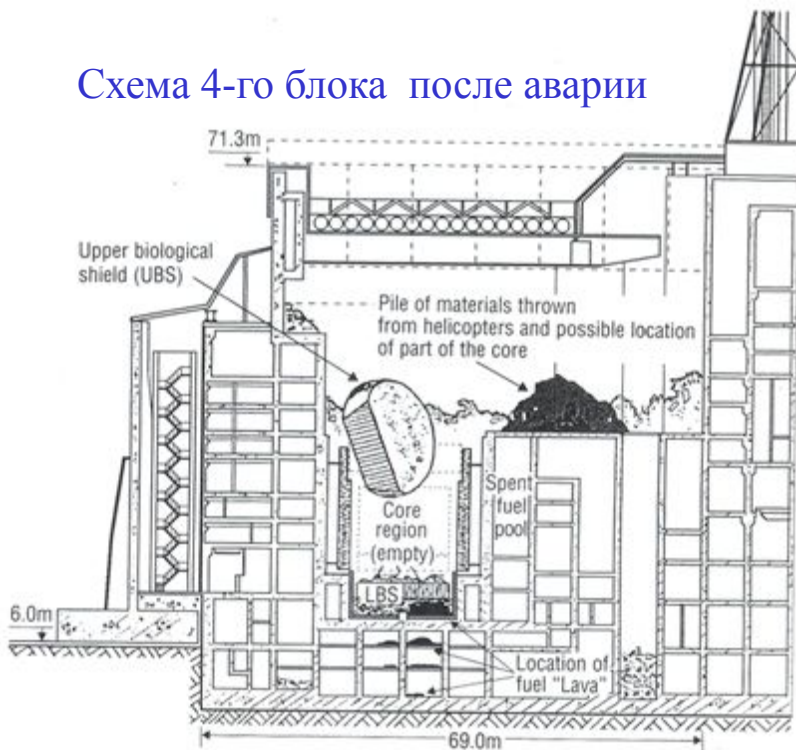 Схема 4-го блока после аварии
71.3m
Upper biological
shield (UBS)
Pile of materials thrown
from helicopters and possible location
of part of the core
Spent
fuel
pool
Core
region
(empty)
LBS
6.0m
Location of
fuel "Lava"
69.0m